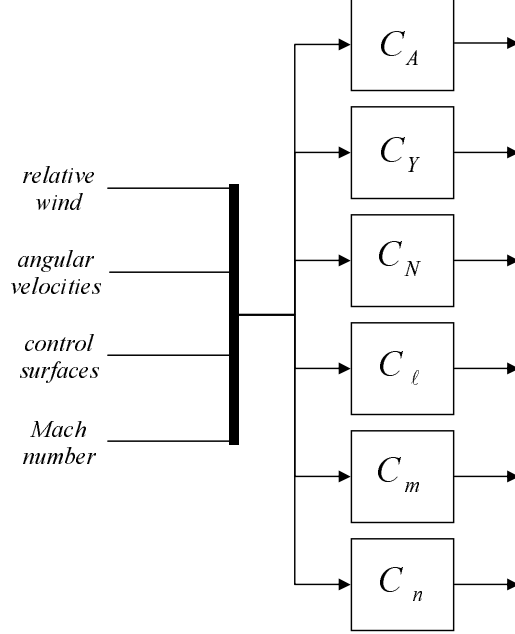 relative
wind
angular
velocities
control
surfaces
Mach
number
C_A
C_Y
C_N
C_ℓ
C_m
C_n